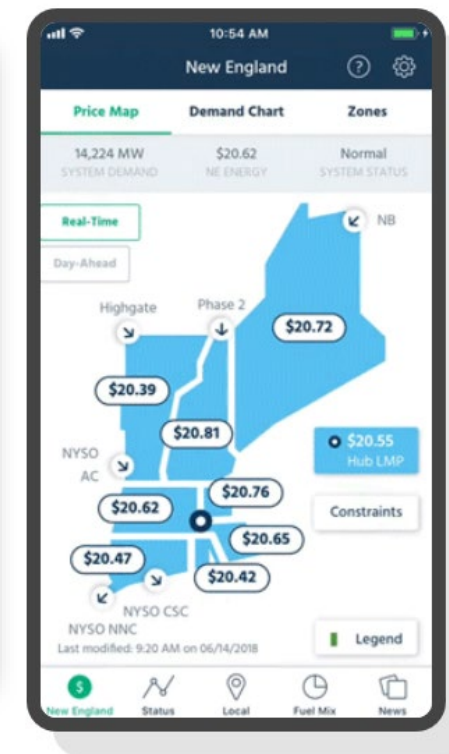 10:54 AM
New England
?
Price Map Demand Chart Zones
14,224 MW $20.62 Normal
SYSTEM DEMAND NE ENERGY SYSTEM STATUS
Real-Time
NB
Day-Ahead
Highgate Phase 2
$20.72
$20.39
$20.81
$20.55
Hub LMP
NYSO
AC
$20.76
$20.62
Constraints
$20.65
$20.47
$20.42
NYSO CSC
NYSO NNC
Last modified: 9:20 AM on 06/14/2018
Legend
$
New England Status Local Fuel Mix News